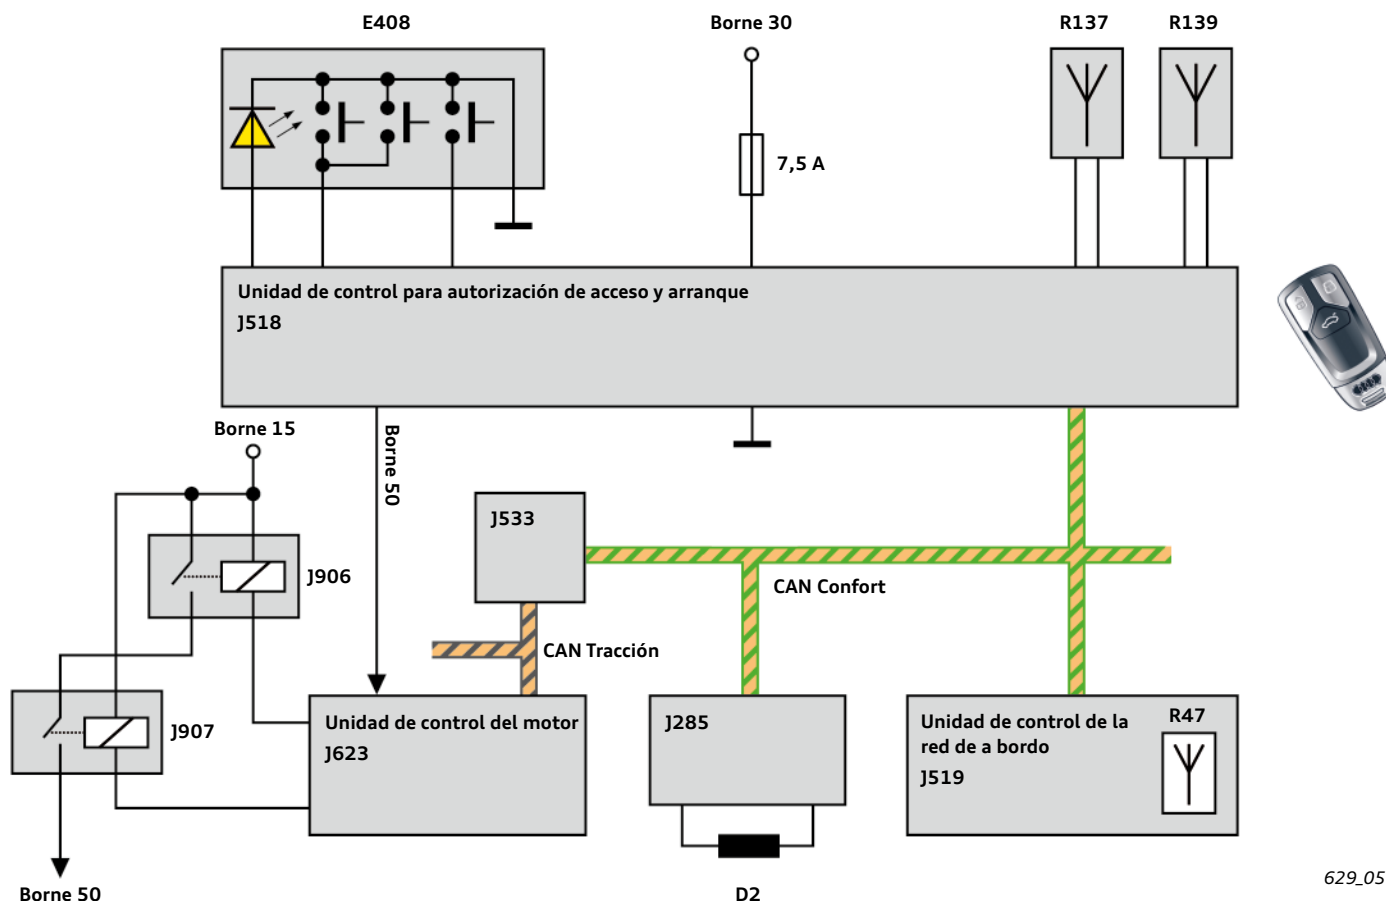 E408
Borne 30
R137
R139
7,5 A
Unidad de control para autorización de acceso y arranque
J518
Borne 15
Borne 50
J533
J906
CAN Confort
CAN Tracción
J907
Unidad de control del motor
J623
J285
Unidad de control de la
red de a bordo
J519
R47
Borne 50
D2
629_05